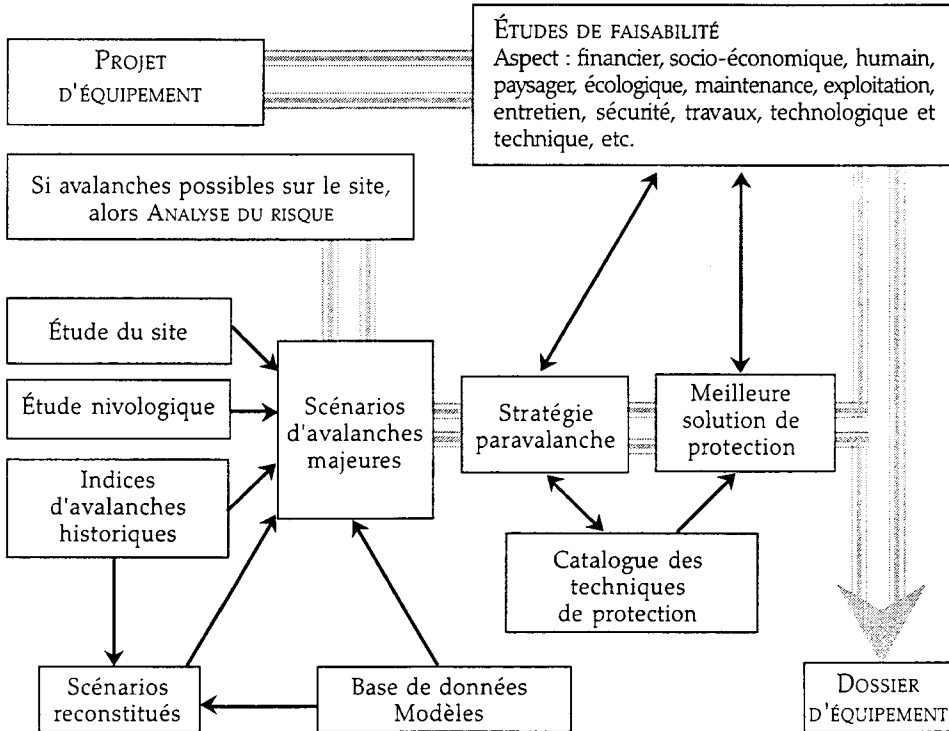 PROJET
D'ÉQUIPEMENT
ÉTUDES DE FAISABILITÉ
Aspect : financier, socio-économique, humain,
paysager, écologique, maintenance, exploitation,
entretien, sécurité, travaux, technologique et
technique, etc.
Si avalanches possibles sur le site,
alors ANALYSE DU RISQUE
Étude du site
Étude nivologique
Indices
d'avalanches
historiques
Scénarios
d'avalanches
majeures
Stratégie
paravalanche
Meilleure
solution de
protection
Catalogue des
techniques
de protection
Scénarios
reconstitués
Base de données
Modèles
DOSSIER
D'ÉQUIPEMENT